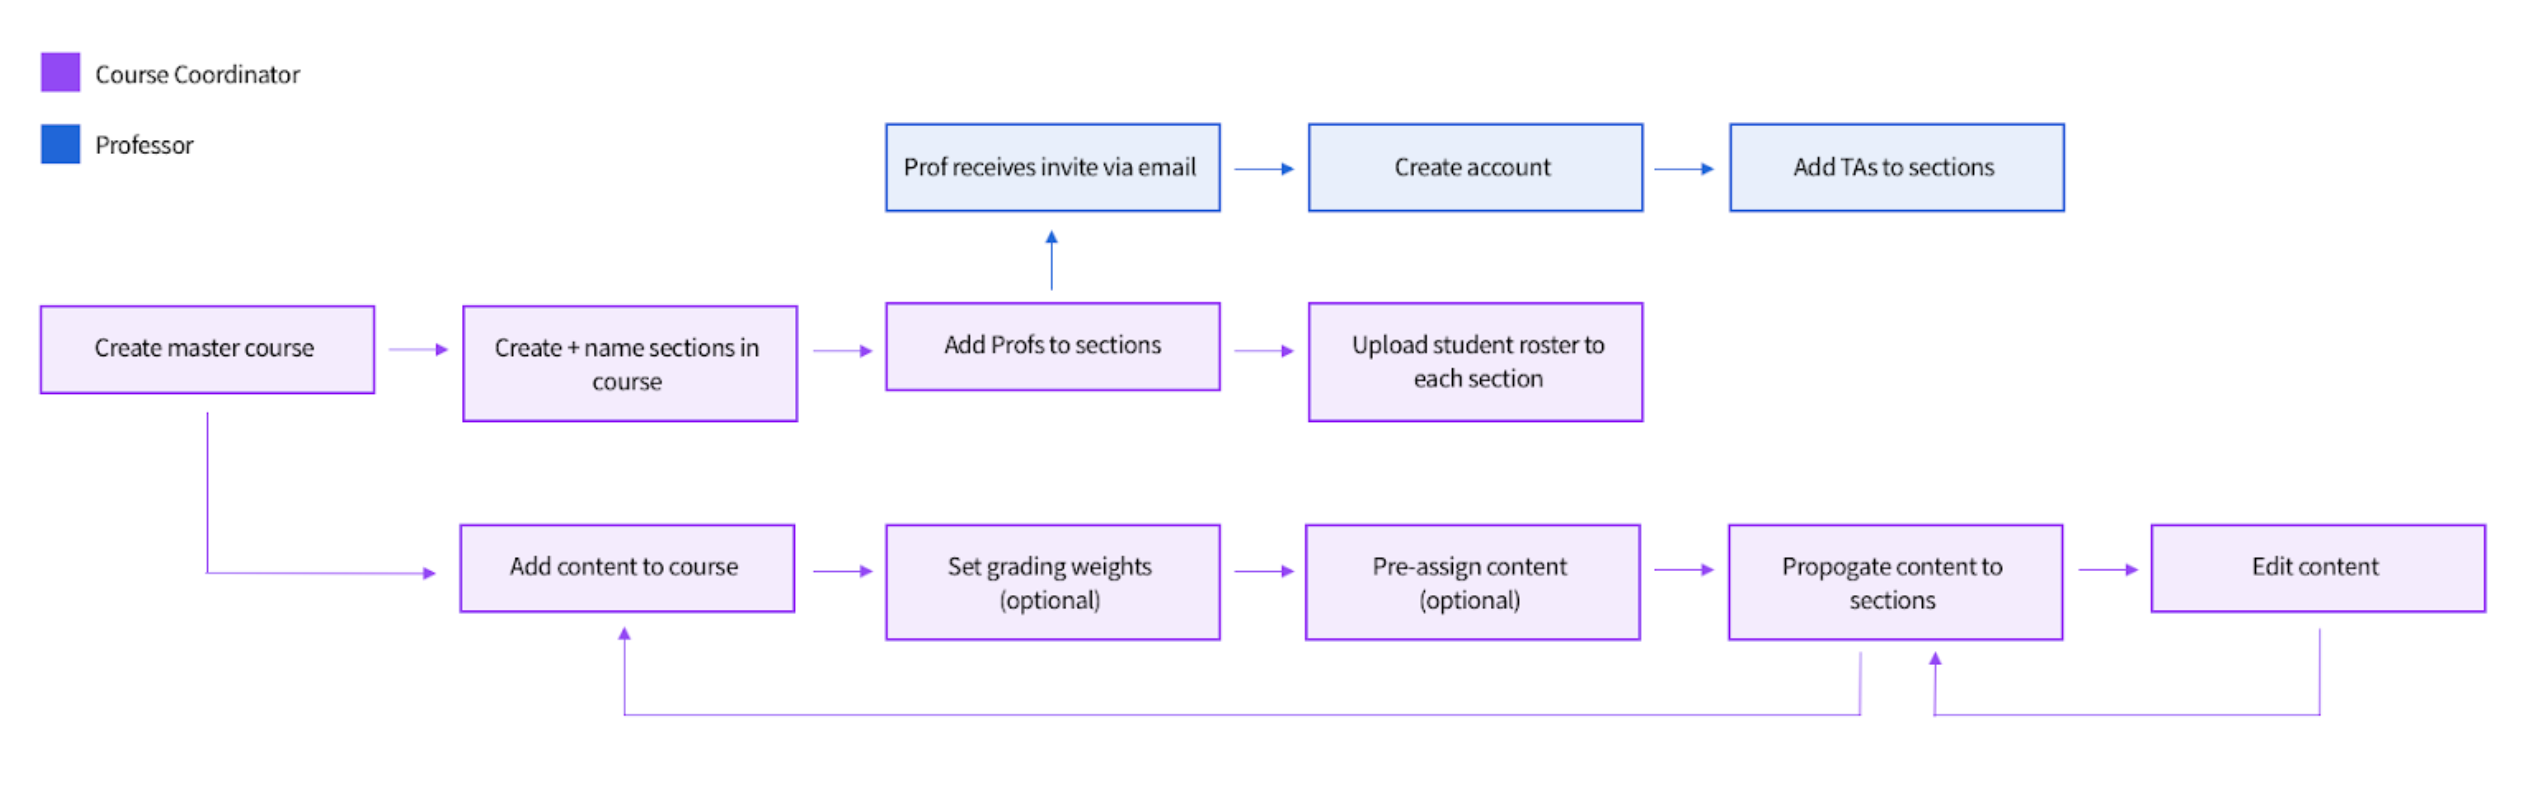 Course Coordinator
Professor
Prof receives invite via email
Create account
Add TAs to sections
Create master course
Create + name sections in
course
Add Profs to sections
Upload student roster to
each section
Add content to course
Set grading weights
(optional)
Pre-assign content
(optional)
Propogate content to
sections
Edit content